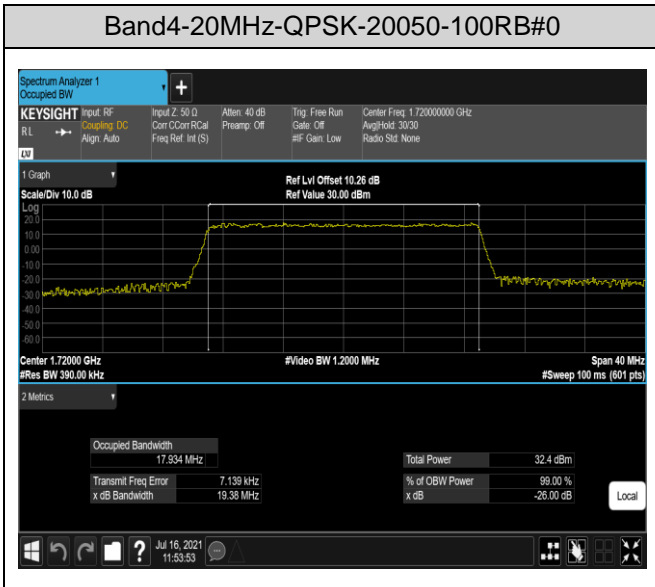 Band4-20MHz-QPSK-20050-100RB#0
Spectrum Analyzer 1
Occupied BW
+
KEYSIGHT Input: RF Input Z: 50 Ω Atten: 40 dB Trig: Free Run Center Freq: 1.720000000 GHz
RL Coupling: DC Corr CCorr RCal Preamp: Off Gate: Off Avg|Hold: 30/30
Align: Auto Freq Ref: Int (S) #IF Gain: Low Radio Std: None
LXI
1 Graph
Ref Lvl Offset 10.26 dB
Scale/Div 10.0 dB Ref Value 30.00 dBm
Log
20.0
10.0
0.00
-10.0
-20.0
-30.0
-40.0
-50.0
-60.0
Center 1.72000 GHz #Video BW 1.2000 MHz Span 40 MHz
#Res BW 390.00 kHz #Sweep 100 ms (601 pts)
2 Metrics
Occupied Bandwidth
17.934 MHz Total Power 32.4 dBm
Transmit Freq Error 7.139 kHz % of OBW Power 99.00 %
x dB Bandwidth 19.38 MHz x dB -26.00 dB
Local
? Jul 16, 2021
11:53:53